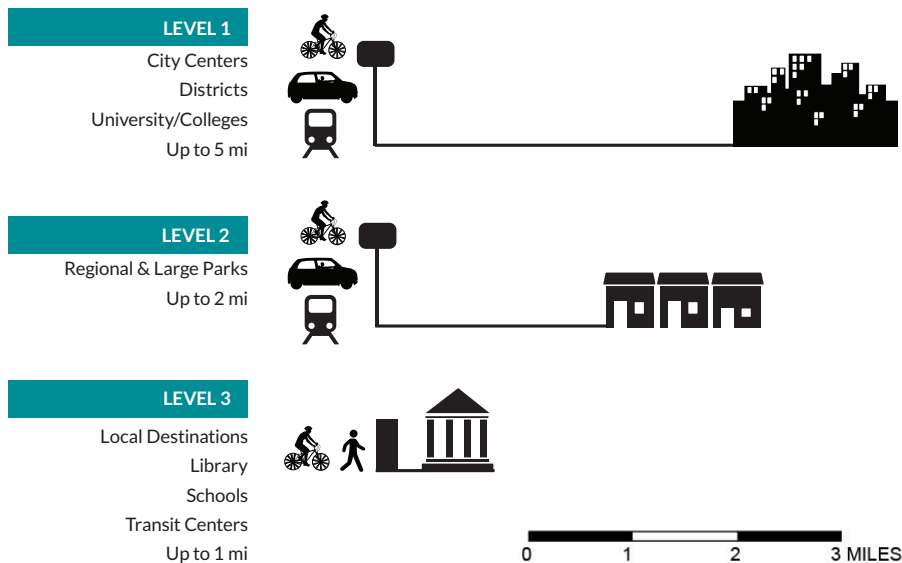 LEVEL 1
City Centers
Districts
University/Colleges
Up to 5 mi
LEVEL 2
Regional & Large Parks
Up to 2 mi
LEVEL 3
Local Destinations
Library
Schools
Transit Centers
Up to 1 mi
0 1 2 3 MILES